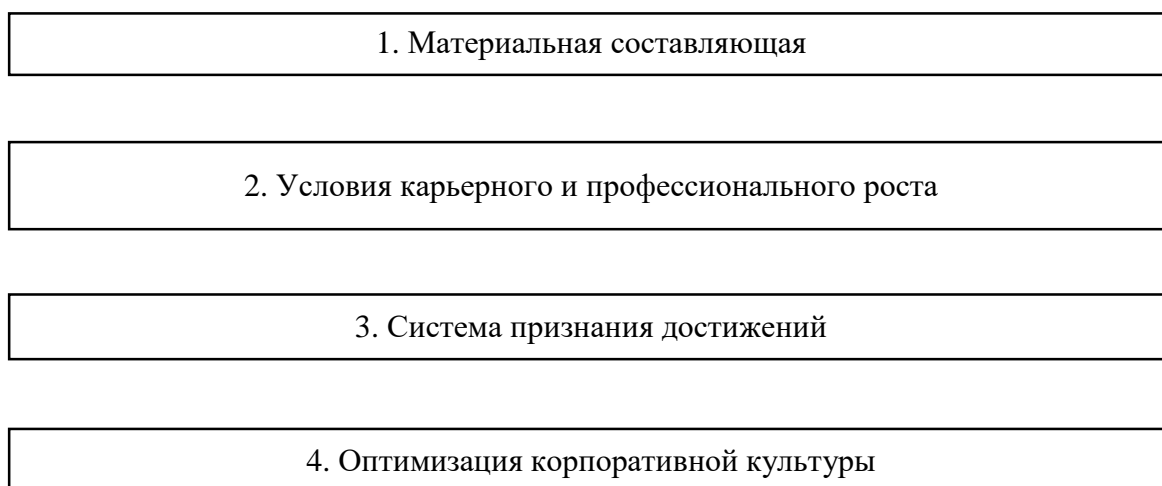 1. Материальная составляющая
2. Условия карьерного и профессионального роста
3. Система признания достижений
4. Оптимизация корпоративной культуры